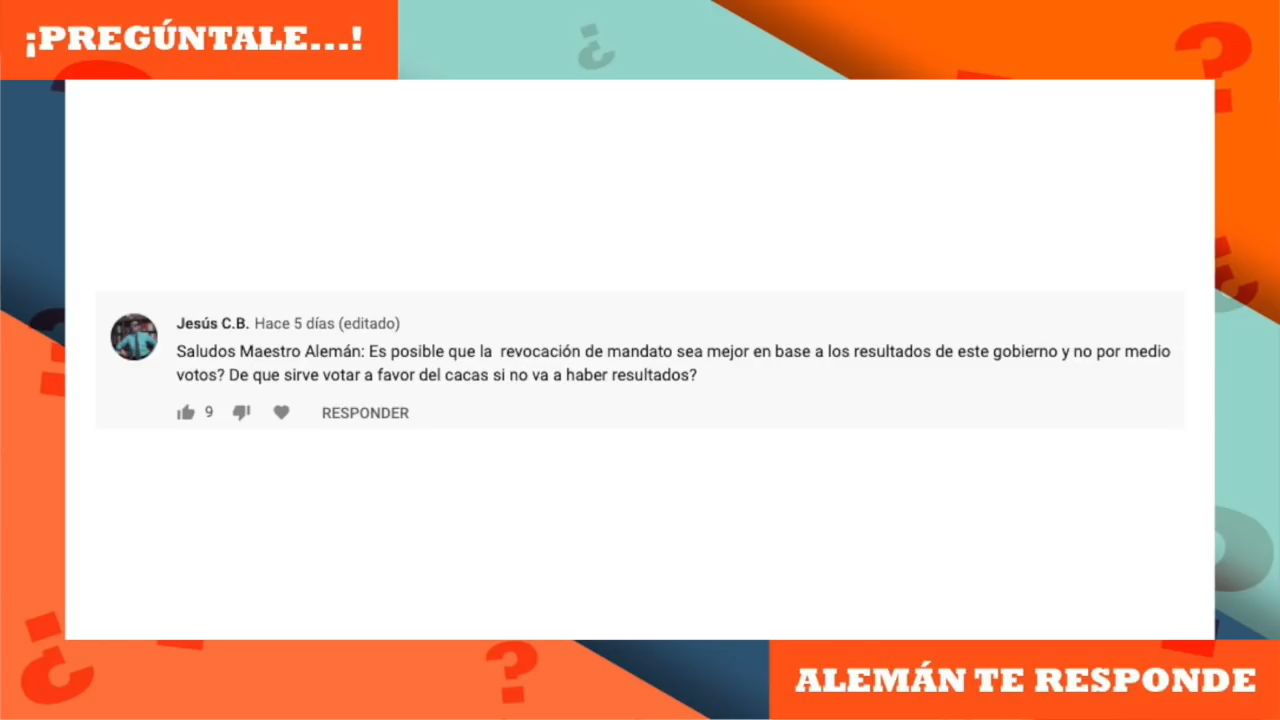 ¡PREGÚNTALE...!
Jesús C.B. Hace 5 días (editado)
Saludos Maestro Alemán: Es posible que la revocación de mandato sea mejor en base a los resultados de este gobierno y no por medio
votos? De que sirve votar a favor del cacas si no va a haber resultados?
9 RESPONDER
ALEMÁN TE RESPONDE